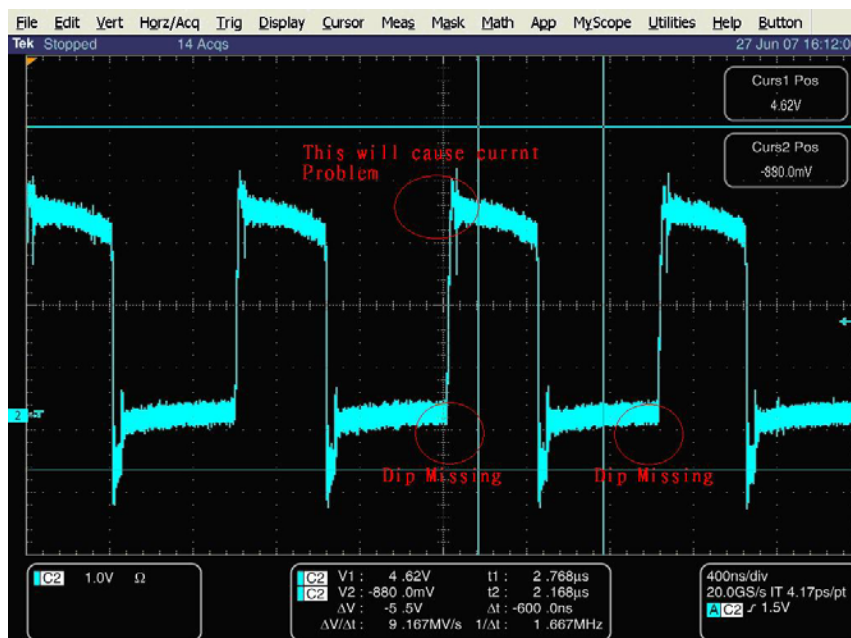 File Edit Vert Horz/Acq Trig Display Cursor Meas Mask Math App MyScope Utilities Help Button
Tek Stopped 14 Acqs 27 Jun 07 16:12:0
Curs1 Pos
4.62V
Curs2 Pos
-880.0mV
This will cause currnt
Problem
2
Dip Missing Dip Missing
C2 1.0V Ω
C2 V1 : 4 .62V t1 : 2 .768µs
C2 V2 : -880 .0mV t2 : 2 .168µs
ΔV : -5 .5V Δt : -600 .0ns
ΔV/Δt : 9 .167MV/s 1/Δt : 1 .667MHz
400ns/div
20.0GS/s IT 4.17ps/pt
A C2 ∫ 1.5V